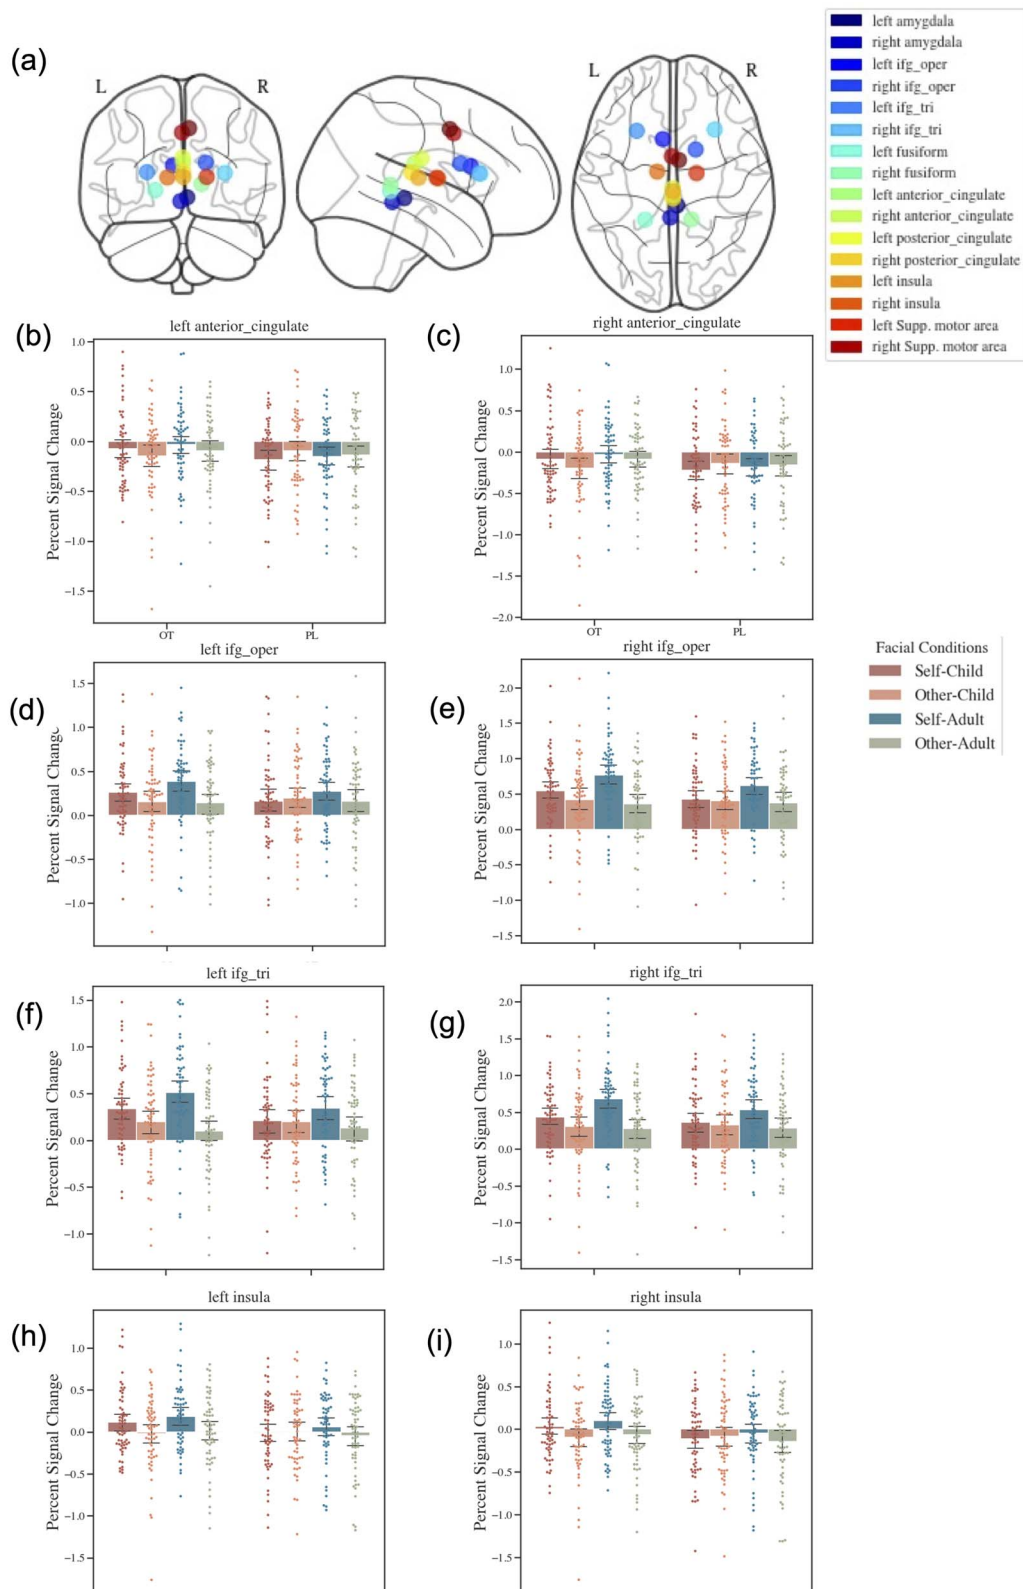 (a)
L
R
L
R
left amygdala
right amygdala
left ifg_oper
right ifg_oper
left ifg_tri
right ifg_tri
left fusiform
right fusiform
left anterior_cingulate
right anterior_cingulate
left posterior_cingulate
right posterior_cingulate
left insula
right insula
left Supp. motor area
right Supp. motor area
(b)
left anterior_cingulate
Percent Signal Change
1.0
0.5
0.0
−0.5
−1.0
−1.5
OT
PL
(c)
right anterior_cingulate
Percent Signal Change
1.0
0.5
0.0
−0.5
−1.0
−1.5
−2.0
OT
PL
(d)
left ifg_oper
Percent Signal Change
1.5
1.0
0.5
0.0
−0.5
−1.0
(e)
right ifg_oper
Percent Signal Change
2.0
1.5
1.0
0.5
0.0
−0.5
−1.0
−1.5
Facial Conditions
Self-Child
Other-Child
Self-Adult
Other-Adult
(f)
left ifg_tri
Percent Signal Change
1.5
1.0
0.5
0.0
−0.5
−1.0
(g)
right ifg_tri
Percent Signal Change
2.0
1.5
1.0
0.5
0.0
−0.5
−1.0
−1.5
(h)
left insula
Percent Signal Change
1.0
0.5
0.0
−0.5
−1.0
−1.5
(i)
right insula
Percent Signal Change
1.0
0.5
0.0
−0.5
−1.0
−1.5